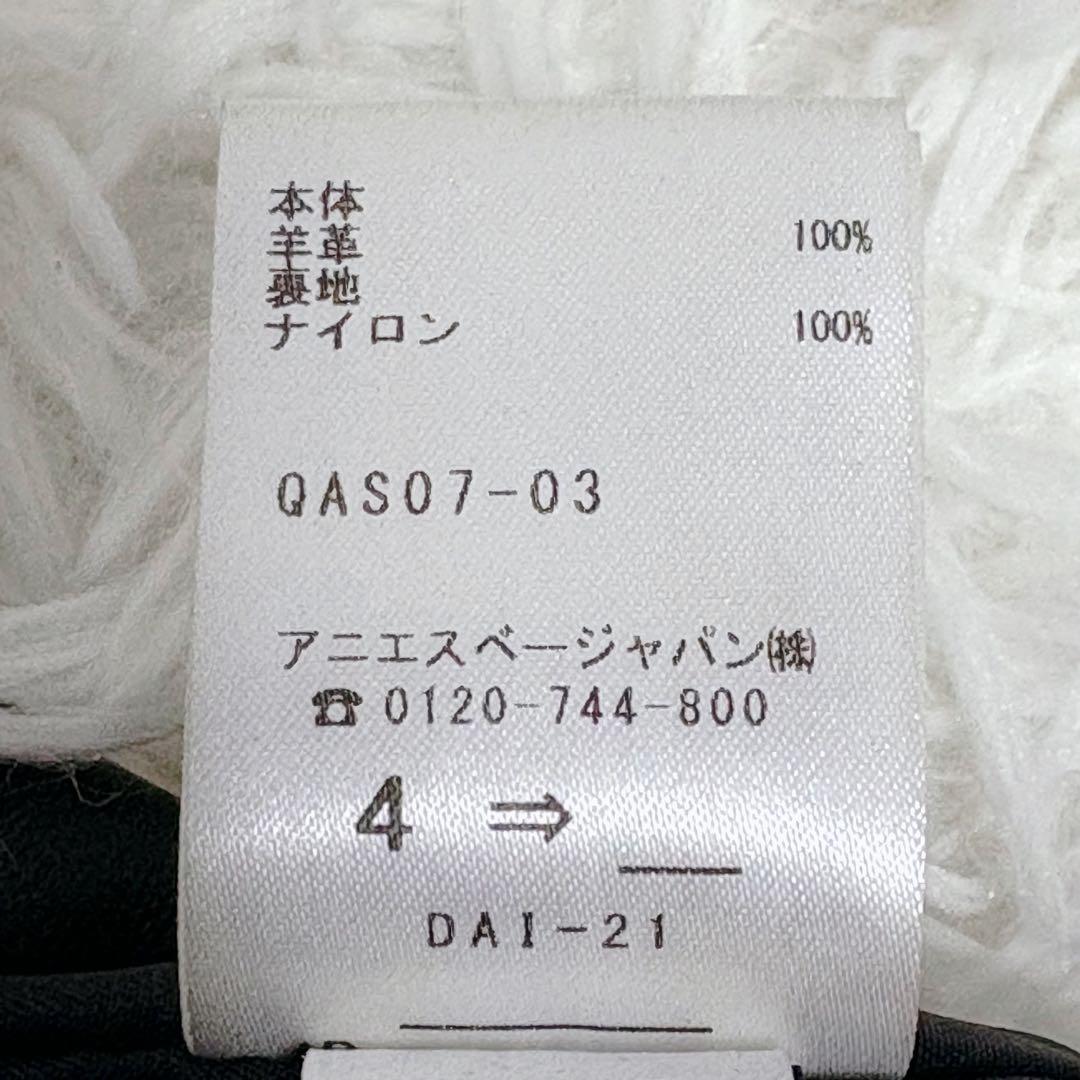 本体
羊革 100%
裏地
ナイロン 100%
QAS07-03
アニエスベージャパン㈱
☎0120-744-800
4 ⇒ __
DAI-21